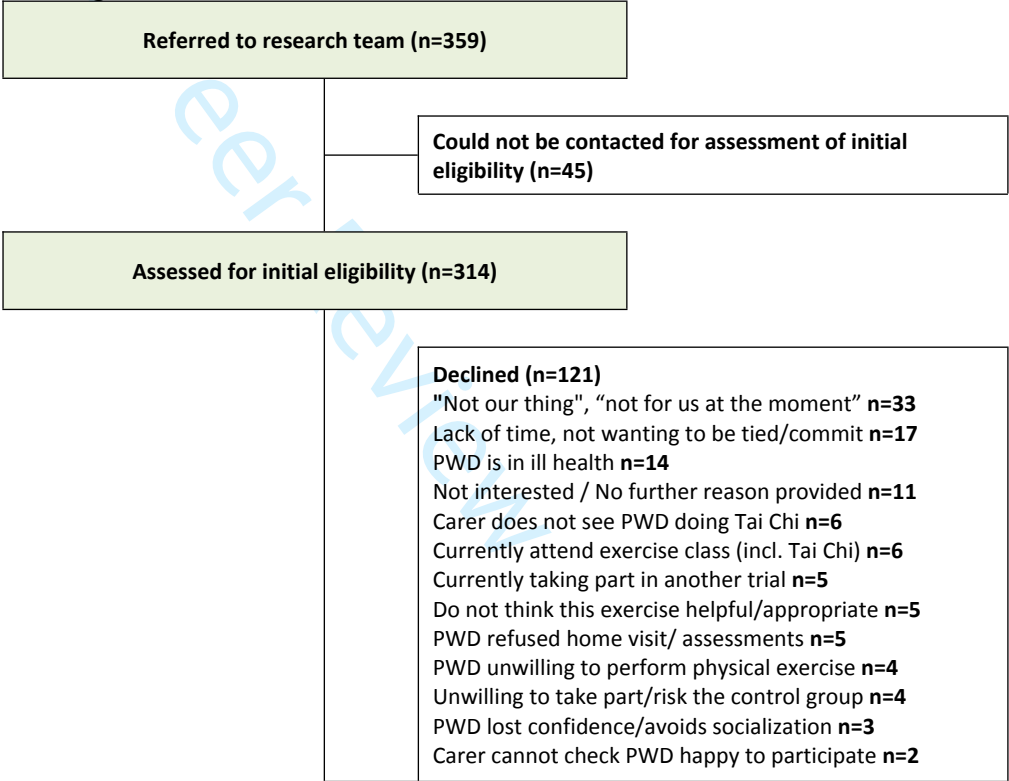 Referred to research team (n=359)
Could not be contacted for assessment of initial
eligibility (n=45)
Assessed for initial eligibility (n=314)
Declined (n=121)
"Not our thing", “not for us at the moment” n=33
Lack of time, not wanting to be tied/commit n=17
PWD is in ill health n=14
Not interested / No further reason provided n=11
Carer does not see PWD doing Tai Chi n=6
Currently attend exercise class (incl. Tai Chi) n=6
Currently taking part in another trial n=5
Do not think this exercise helpful/appropriate n=5
PWD refused home visit/ assessments n=5
PWD unwilling to perform physical exercise n=4
Unwilling to take part/risk the control group n=4
PWD lost confidence/avoids socialization n=3
Carer cannot check PWD happy to participate n=2
eer review